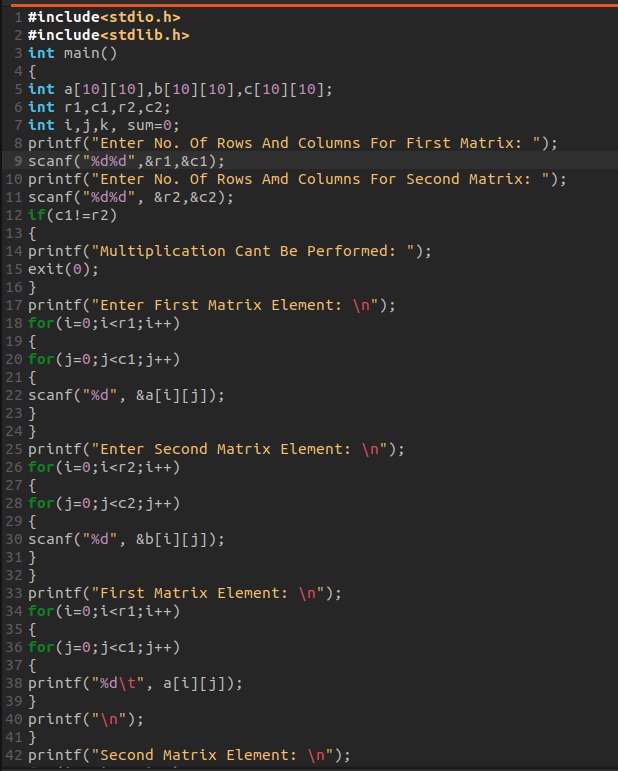 1 #include<stdio.h>
2 #include<stdlib.h>
3 int main()
4 {
5 int a[10][10],b[10][10],c[10][10];
6 int r1,c1,r2,c2;
7 int i,j,k, sum=0;
8 printf("Enter No. Of Rows And Columns For First Matrix: ");
9 scanf("%d%d",&r1,&c1);
10 printf("Enter No. Of Rows Amd Columns For Second Matrix: ");
11 scanf("%d%d", &r2,&c2);
12 if(c1!=r2)
13 {
14 printf("Multiplication Cant Be Performed: ");
15 exit(0);
16 }
17 printf("Enter First Matrix Element: \n");
18 for(i=0;i<r1;i++)
19 {
20 for(j=0;j<c1;j++)
21 {
22 scanf("%d", &a[i][j]);
23 }
24 }
25 printf("Enter Second Matrix Element: \n");
26 for(i=0;i<r2;i++)
27 {
28 for(j=0;j<c2;j++)
29 {
30 scanf("%d", &b[i][j]);
31 }
32 }
33 printf("First Matrix Element: \n");
34 for(i=0;i<r1;i++)
35 {
36 for(j=0;j<c1;j++)
37 {
38 printf("%d\t", a[i][j]);
39 }
40 printf("\n");
41 }
42 printf("Second Matrix Element: \n");